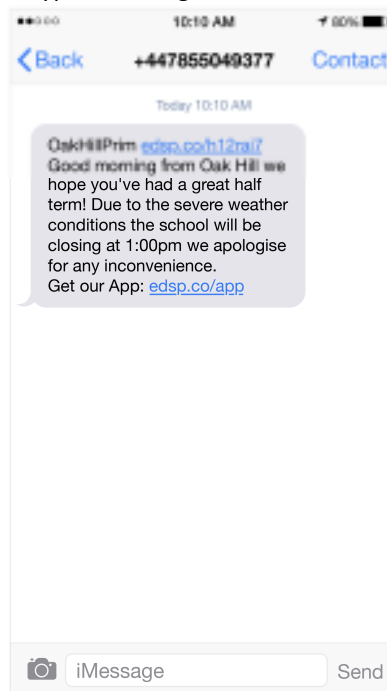 10:10 AM
80%
Back
+447855049377
Contact
Today 10:10 AM
OakHillPrim edsp.co/h12rai7
Good morning from Oak Hill we
hope you've had a great half
term! Due to the severe weather
conditions the school will be
closing at 1:00pm we apologise
for any inconvenience.
Get our App: edsp.co/app
iMessage
Send